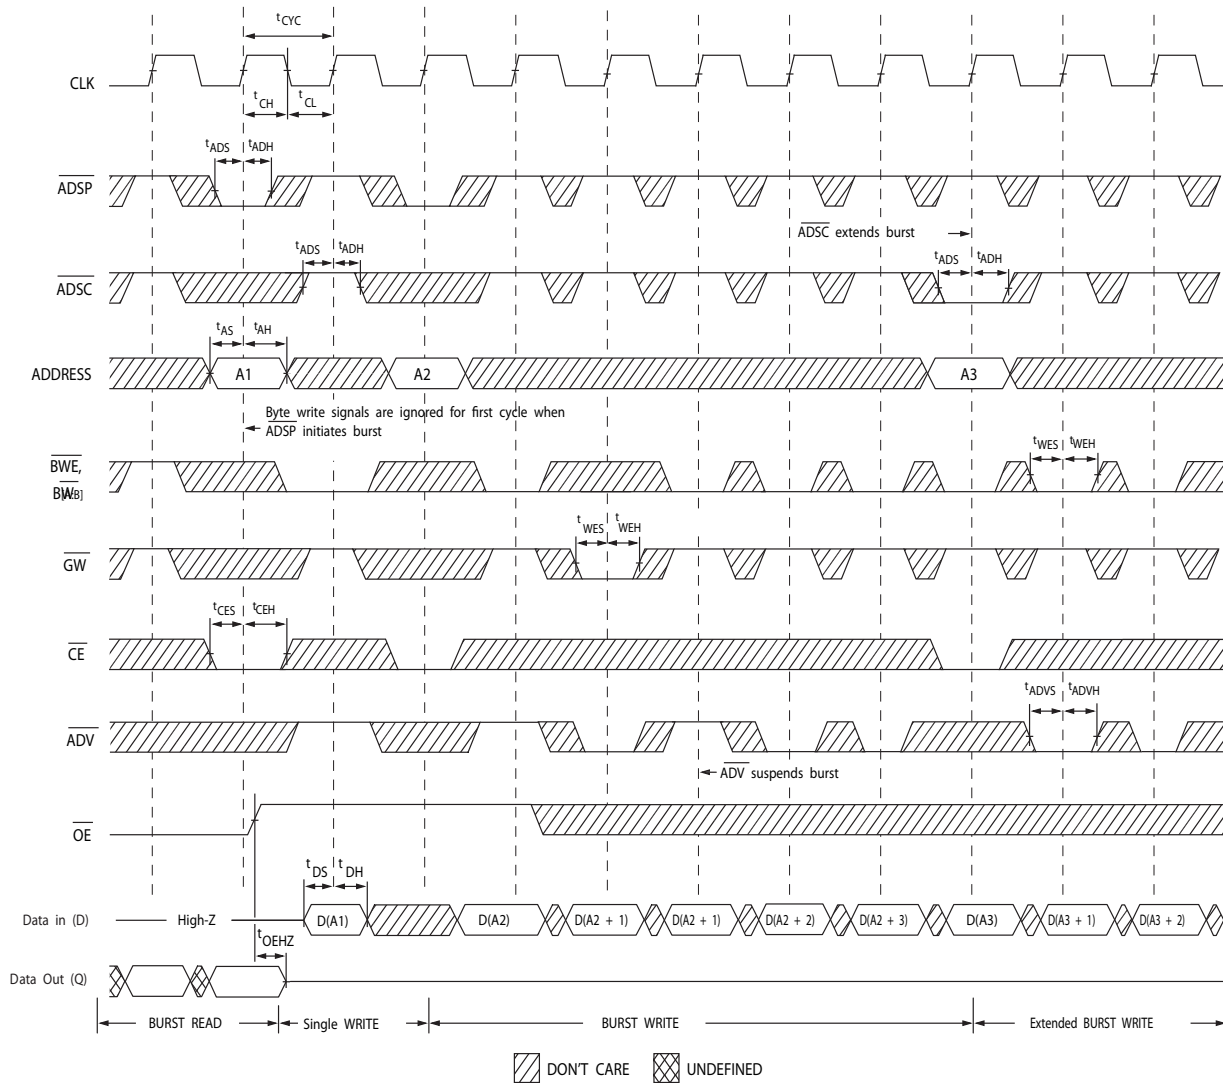 tCYC
CLK
tCH
tCL
tADS
tADH
ADSP
ADSC extends burst
tADS
tADH
tADS
tADH
ADSC
tAS
tAH
ADDRESS
A1
A2
A3
Byte write signals are ignored for first cycle when
ADSP initiates burst
BWE,
BW[A:B]
tWES
tWEH
tWES
tWEH
GW
tCES
tCEH
CE
tADVS
tADVH
ADV
ADV suspends burst
OE
tDS
tDH
Data in (D)
High-Z
D(A1)
D(A2)
D(A2 + 1)
D(A2 + 1)
D(A2 + 2)
D(A2 + 3)
D(A3)
D(A3 + 1)
D(A3 + 2)
tOEHZ
Data Out (Q)
BURST READ
Single WRITE
BURST WRITE
Extended BURST WRITE
DON'T CARE
UNDEFINED